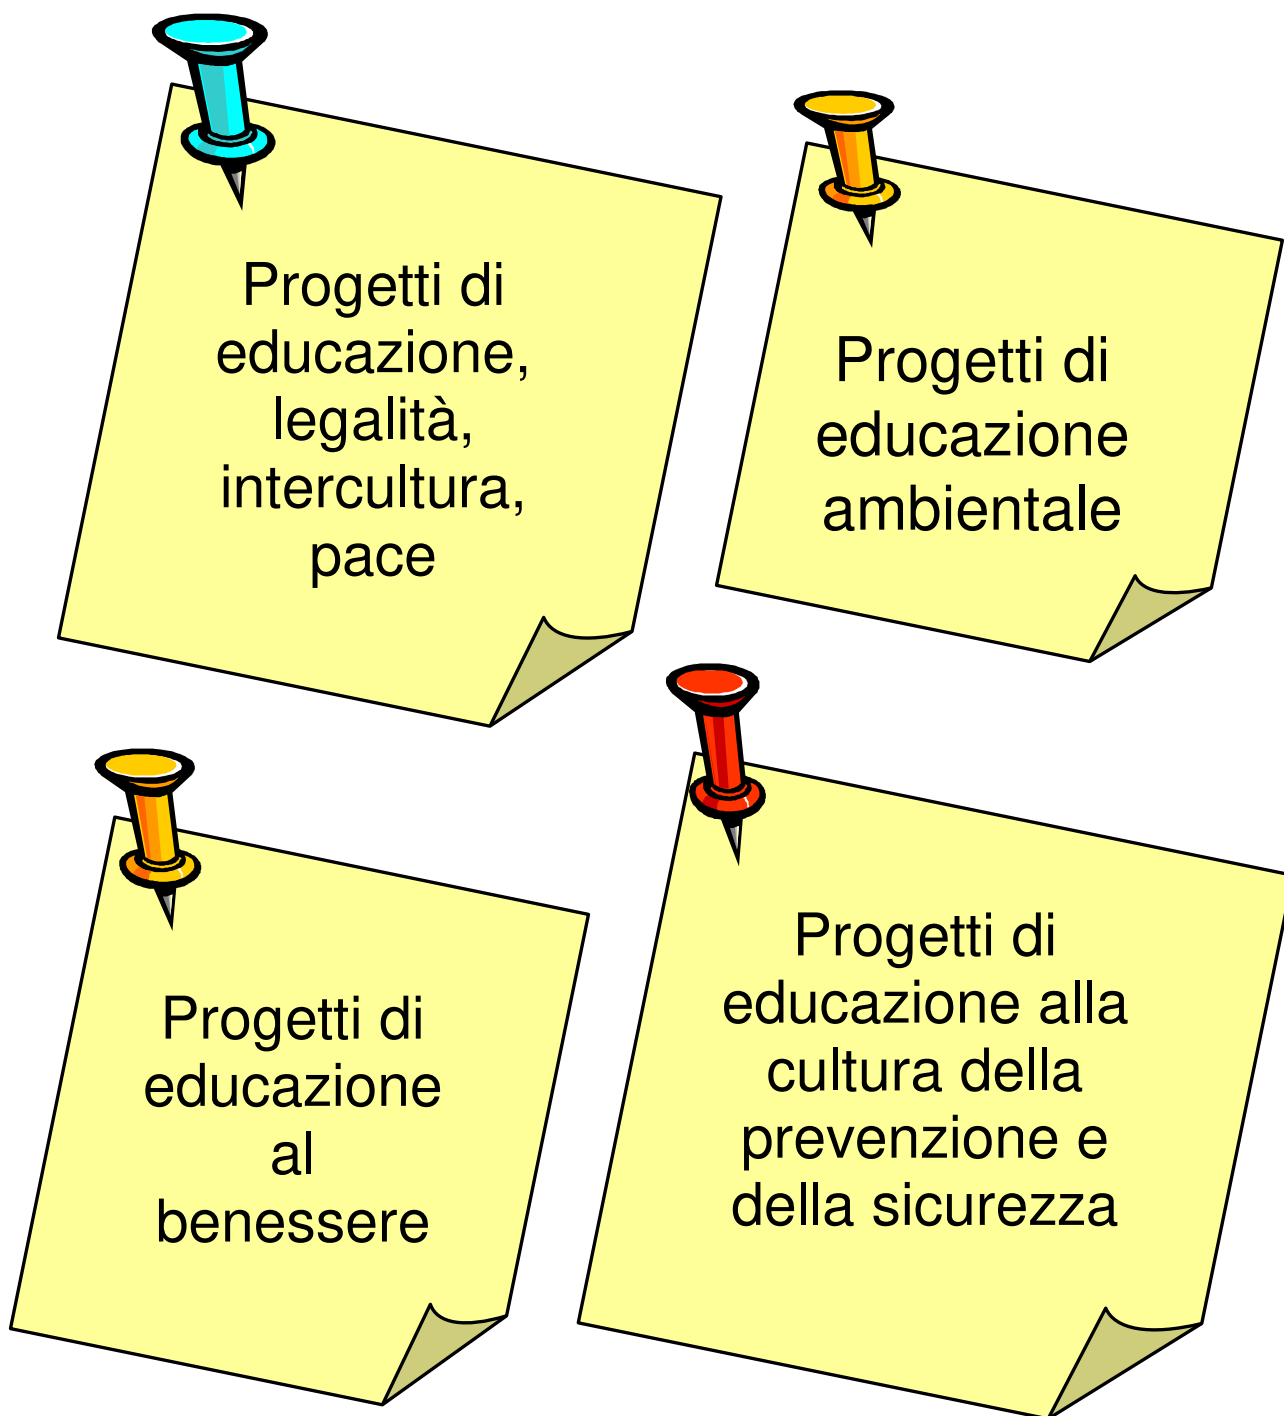 Progetti di
educazione,
legalità,
intercultura,
pace
Progetti di
educazione
ambientale
Progetti di
educazione
al
benessere
Progetti di
educazione alla
cultura della
prevenzione e
della sicurezza